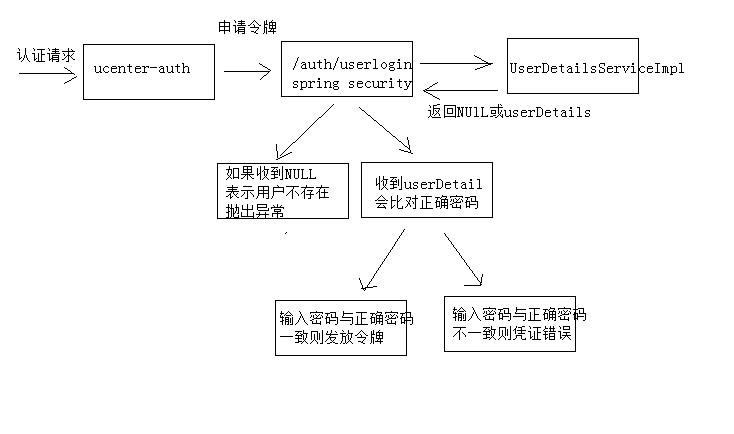 申请令牌
认证请求
ucenter-auth
/auth/userlogin
spring security
UserDetailsServiceImpl
返回NUlL或userDetails
如果收到NULL
表示用户不存在
抛出异常
收到userDetail
会比对正确密码
输入密码与正确密码
一致则发放令牌
输入密码与正确密码
不一致则凭证错误